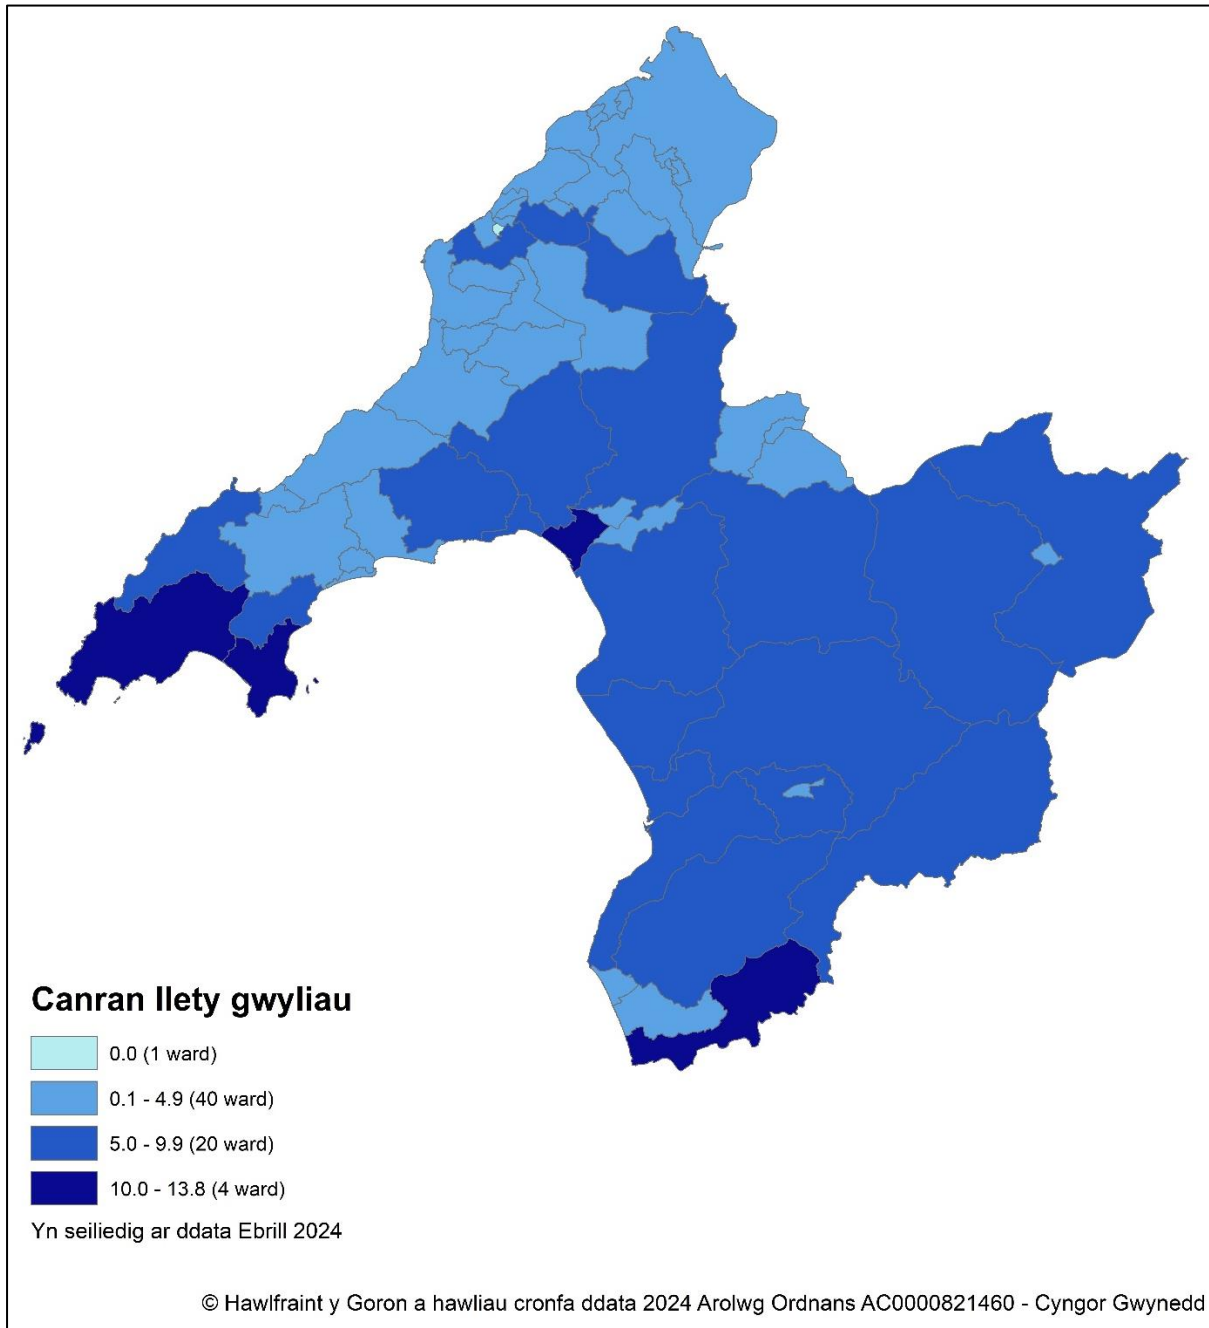 Canran llety gwyliau
0.0 (1 ward)
0.1 - 4.9 (40 ward)
5.0 - 9.9 (20 ward)
10.0 - 13.8 (4 ward)
Yn seiliedig ar ddata Ebrill 2024
© Hawlfraint y Goron a hawliau cronfa ddata 2024 Arolwg Ordnans AC0000821460 - Cyngor Gwynedd